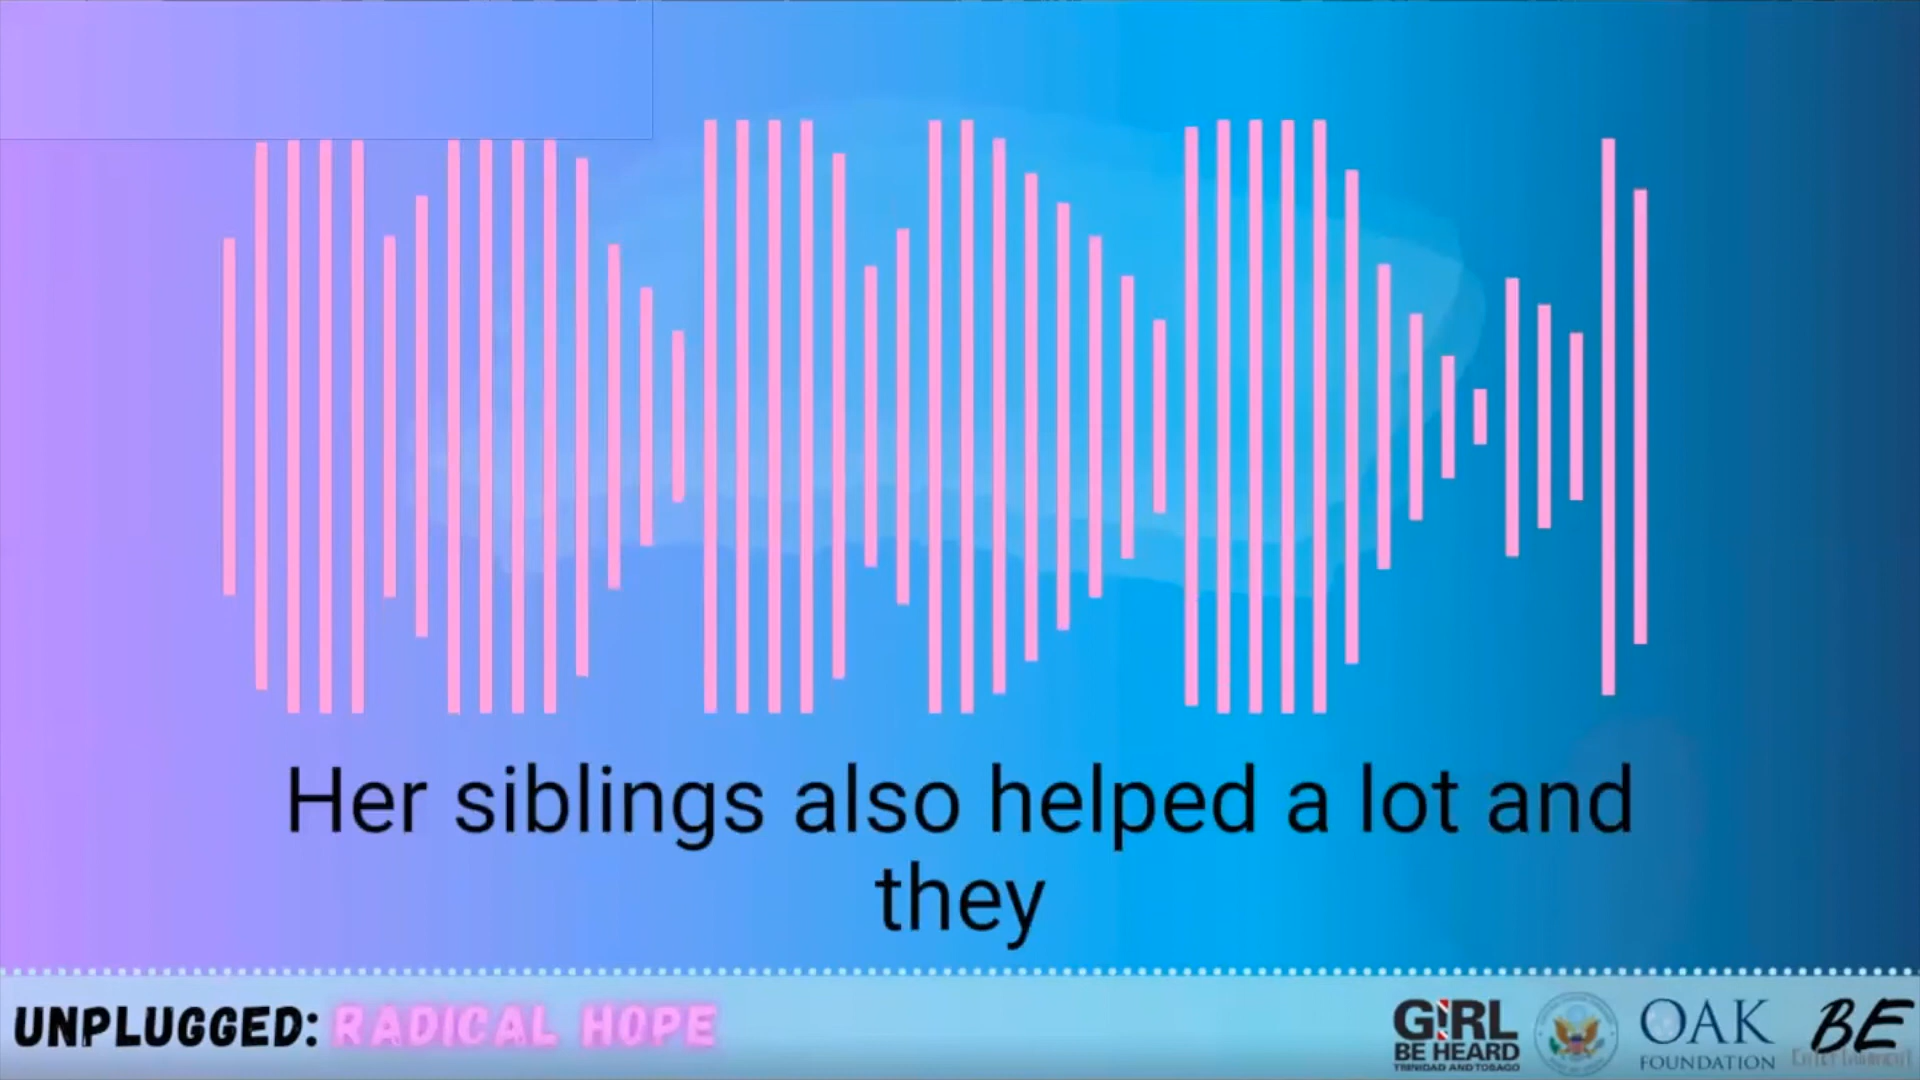 Her siblings also helped a lot and
they
UNPLUGGED: RADICAL HOPE
GIRL
BE HEARD
TRINIDAD AND TOBAGO
OAK
FOUNDATION
BE